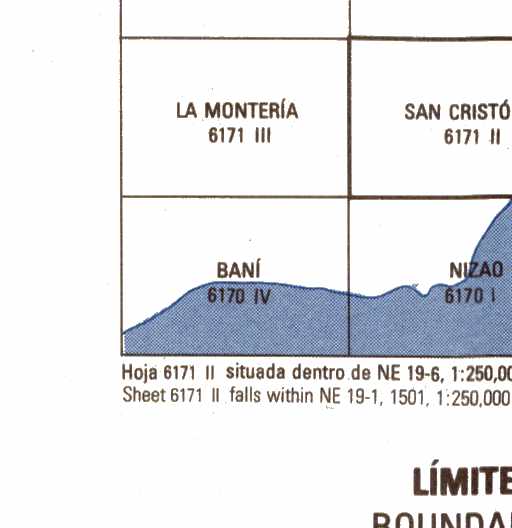 LA MONTERÍA
6171 III
SAN CRISTÓ
6171 II
BANÍ
6170 IV
NIZAO
6170 I
Hoja 6171 II situada dentro de NE 19-6, 1:250,00
Sheet 6171 II falls within NE 19-1, 1501, 1:250,000
LÍMITE
BOUNDA